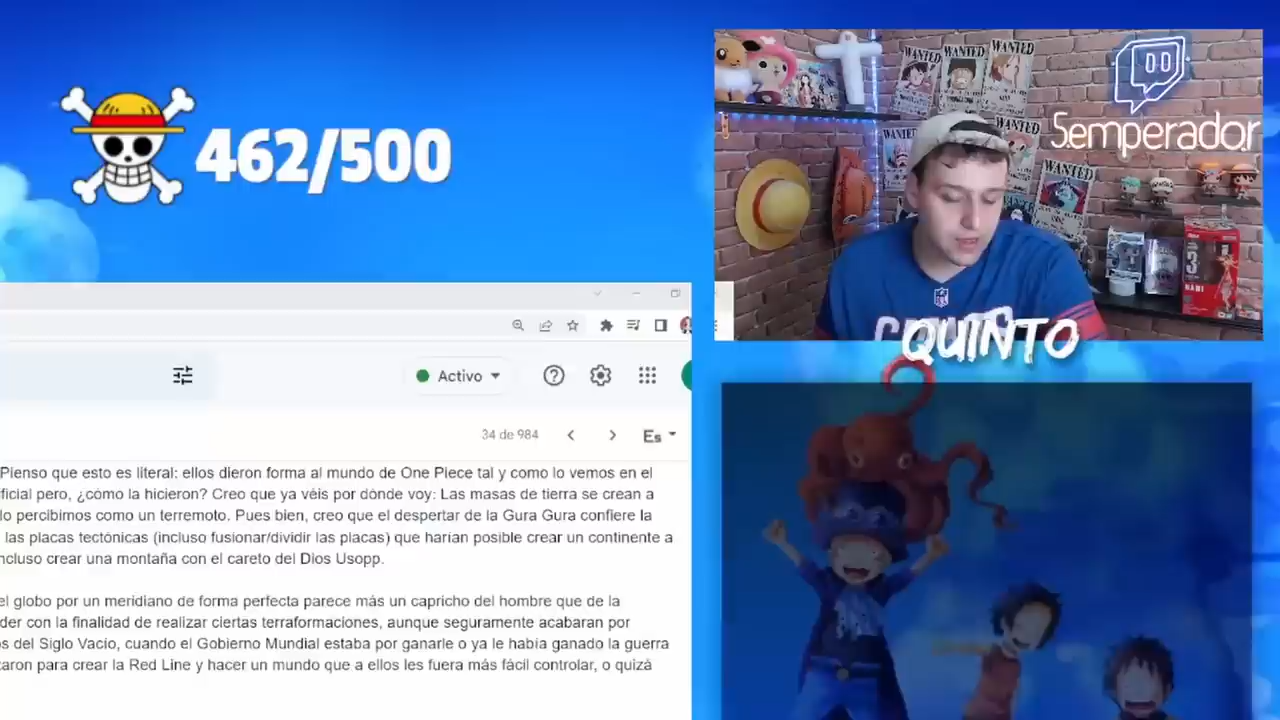 462/500
WANTED
WANTED
WANTED
WANTED
WANTED
WANTED
Semperador
QUINTO
Activo
34 de 984
Es
Pienso que esto es literal: ellos dieron forma al mundo de One Piece tal y como lo vemos en el
ficial pero, ¿cómo la hicieron? Creo que ya véis por dónde voy: Las masas de tierra se crean a
lo percibimos como un terremoto. Pues bien, creo que el despertar de la Gura Gura confiere la
las placas tectónicas (incluso fusionar/dividir las placas) que harían posible crear un continente a
ncluso crear una montaña con el careto del Dios Usopp.
el globo por un meridiano de forma perfecta parece más un capricho del hombre que de la
der con la finalidad de realizar ciertas terraformaciones, aunque seguramente acabaran por
os del Siglo Vacío, cuando el Gobierno Mundial estaba por ganarle o ya le había ganado la guerra
zaron para crear la Red Line y hacer un mundo que a ellos les fuera más fácil controlar, o quizá